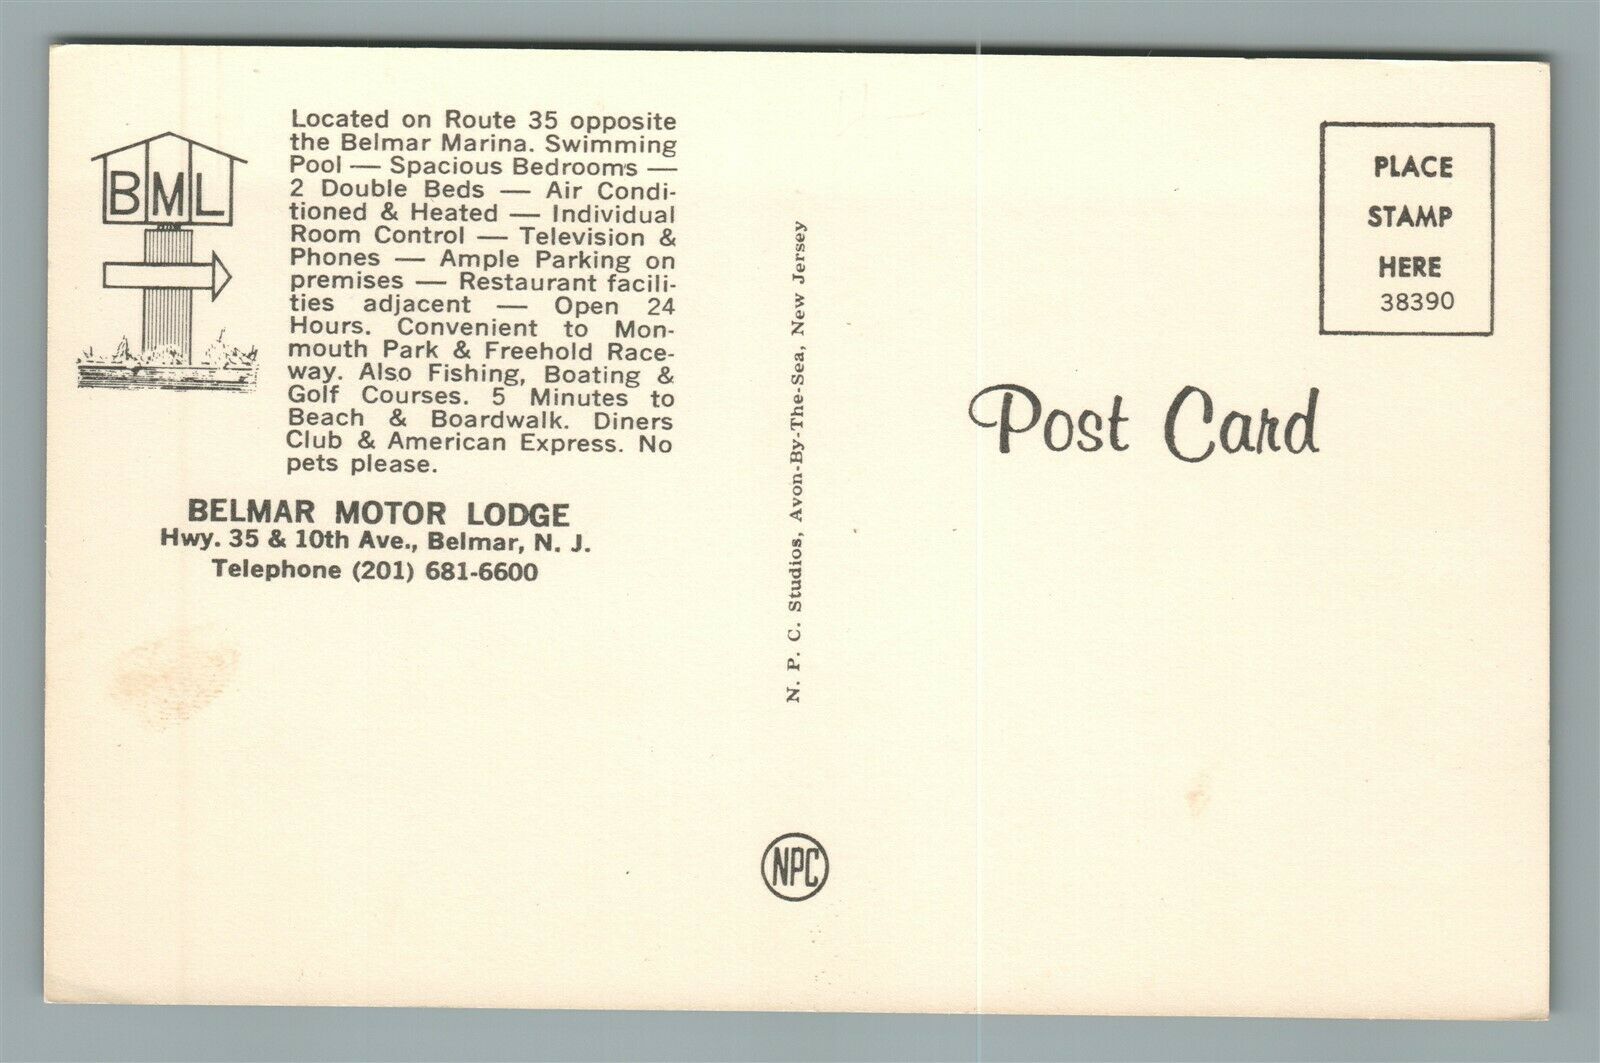 BML
Located on Route 35 opposite
the Belmar Marina. Swimming
Pool — Spacious Bedrooms —
2 Double Beds — Air Condi-
tioned & Heated — Individual
Room Control — Television &
Phones — Ample Parking on
premises — Restaurant facili-
ties adjacent — Open 24
Hours. Convenient to Mon-
mouth Park & Freehold Race-
way. Also Fishing, Boating &
Golf Courses. 5 Minutes to
Beach & Boardwalk. Diners
Club & American Express. No
pets please.
BELMAR MOTOR LODGE
Hwy. 35 & 10th Ave., Belmar, N. J.
Telephone (201) 681-6600
N. P. C. Studios, Avon-By-The-Sea, New Jersey
NPC
PLACE
STAMP
HERE
38390
Post Card